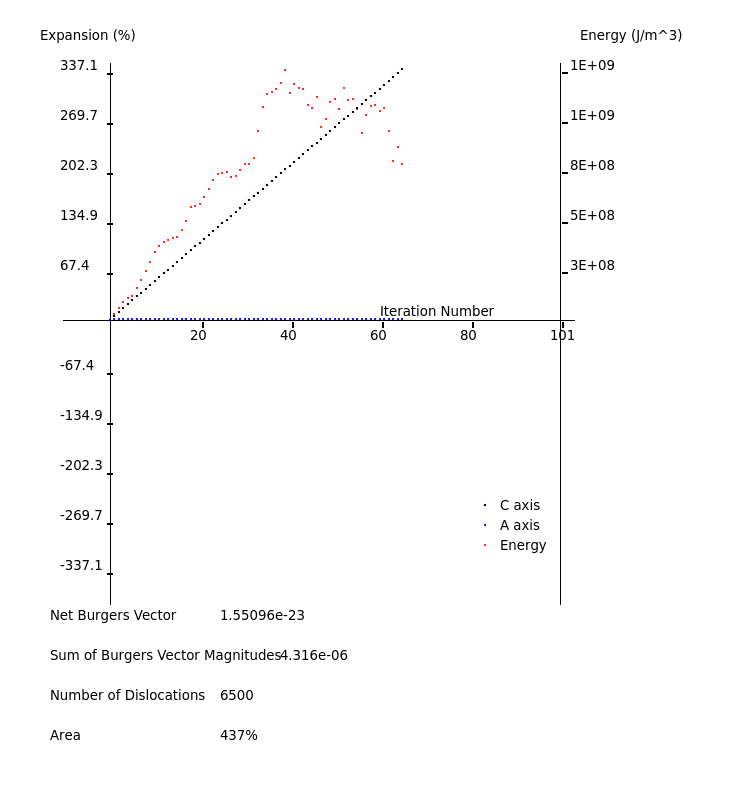 Expansion (%) Energy (J/m^3)
337.1 1E+09
269.7 1E+09
202.3 8E+08
134.9 5E+08
67.4 3E+08
Iteration Number
20 40 60 80 101
-67.4
-134.9
-202.3
-269.7
-337.1
C axis
A axis
Energy
Net Burgers Vector 1.55096e-23
Sum of Burgers Vector Magnitudes4.316e-06
Number of Dislocations 6500
Area 437%